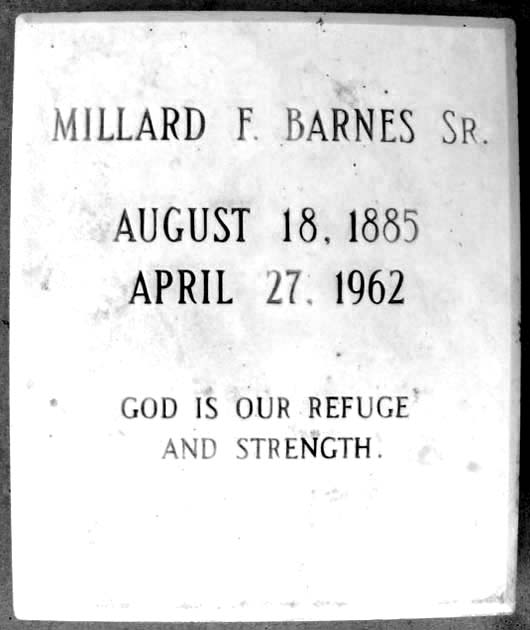 MILLARD F. BARNES SR.
AUGUST 18, 1885
APRIL 27, 1962
GOD IS OUR REFUGE
AND STRENGTH.